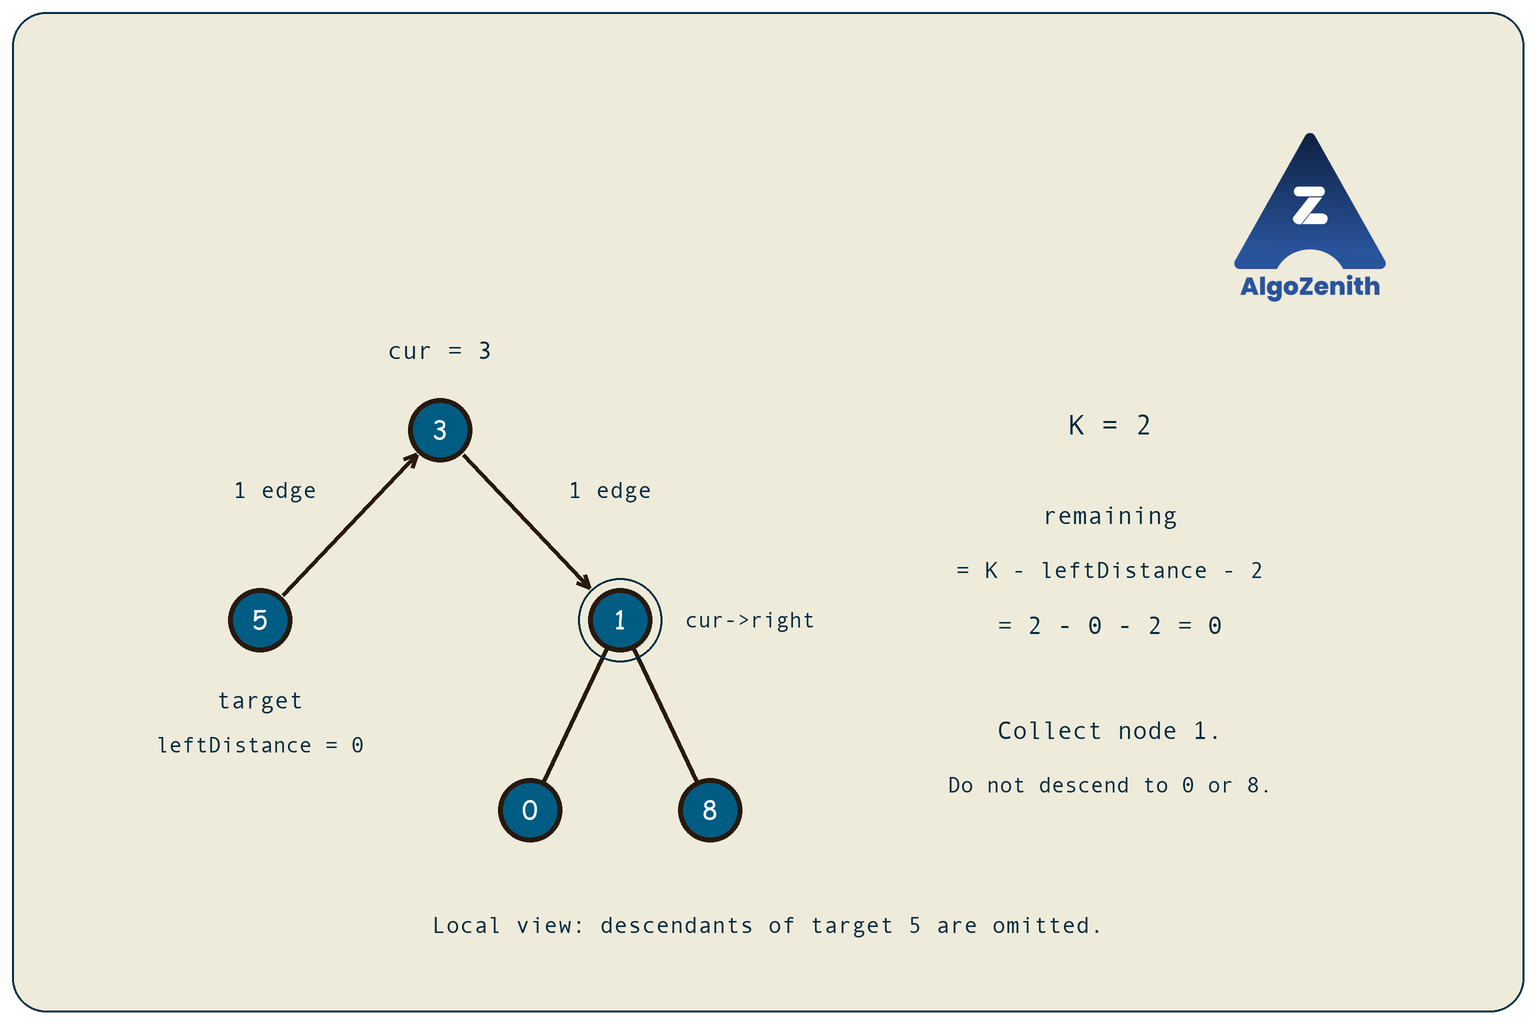 Z
AlgoZenith
cur = 3
3
1 edge
1 edge
5
1
cur->right
target
leftDistance = 0
0
8
K = 2
remaining
= K - leftDistance - 2
= 2 - 0 - 2 = 0
Collect node 1.
Do not descend to 0 or 8.
Local view: descendants of target 5 are omitted.